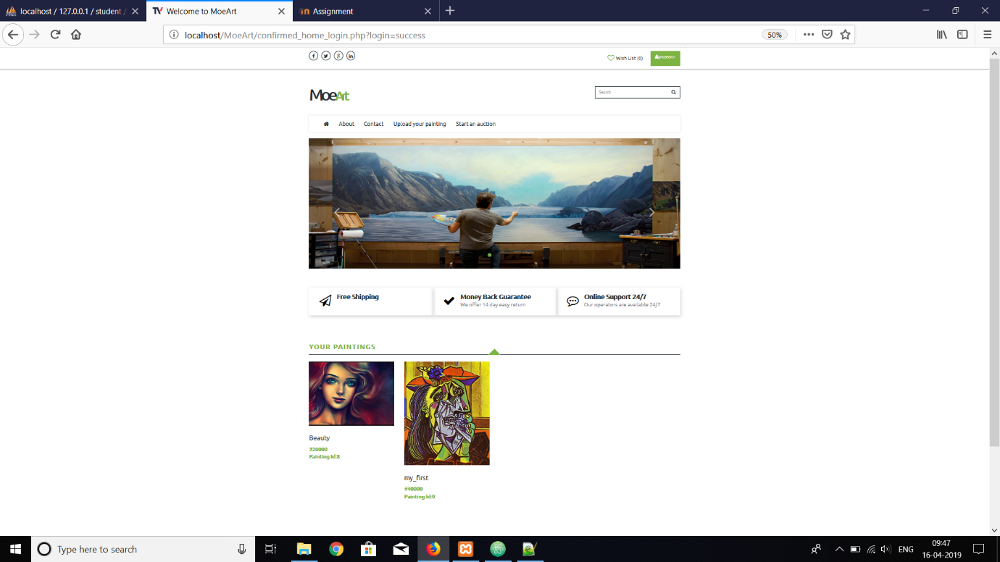 localhost / 127.0.0.1 / student /
Welcome to MoeArt
Assignment
localhost/MoeArt/confirmed_home_login.php?login=success
50%
Wish List (0)
picasso
MoeArt
Search
About
Contact
Upload your painting
Start an auction
Free Shipping
Money Back Guarantee
We offer 14 day easy return
Online Support 24/7
Our operators are available 24/7
YOUR PAINTINGS
Beauty
₹20000
Painting Id:8
my_first
₹40000
Painting Id:9
Type here to search
ENG
09:47
16-04-2019